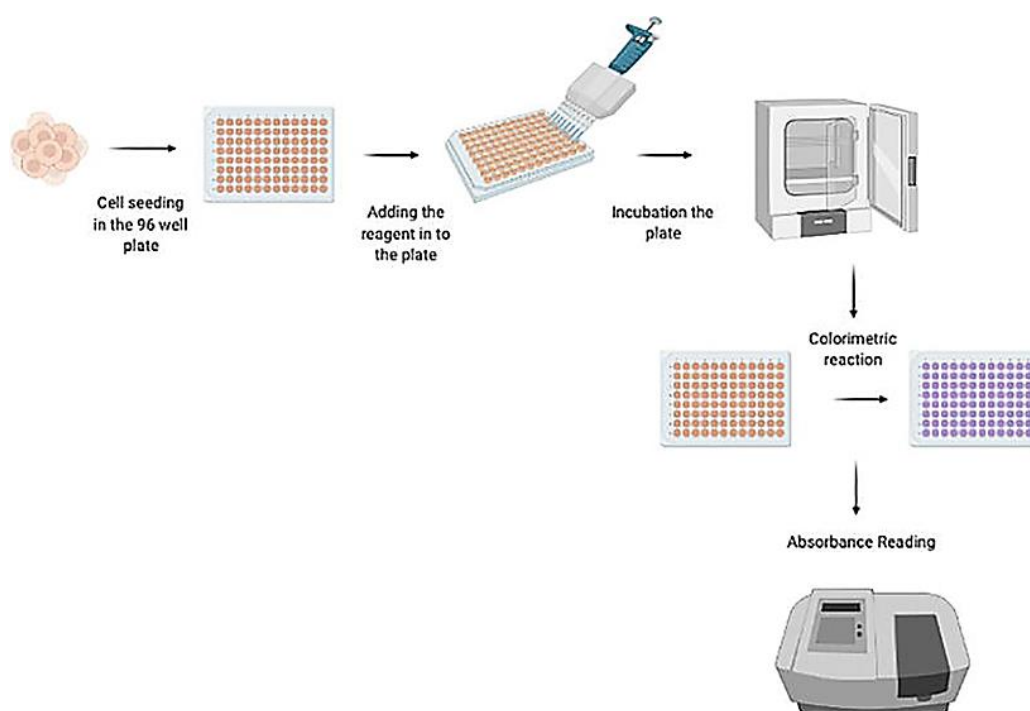 Cell seeding
in the 96 well
plate
Adding the
reagent in to
the plate
Incubation the
plate
Colorimetric
reaction
Absorbance Reading